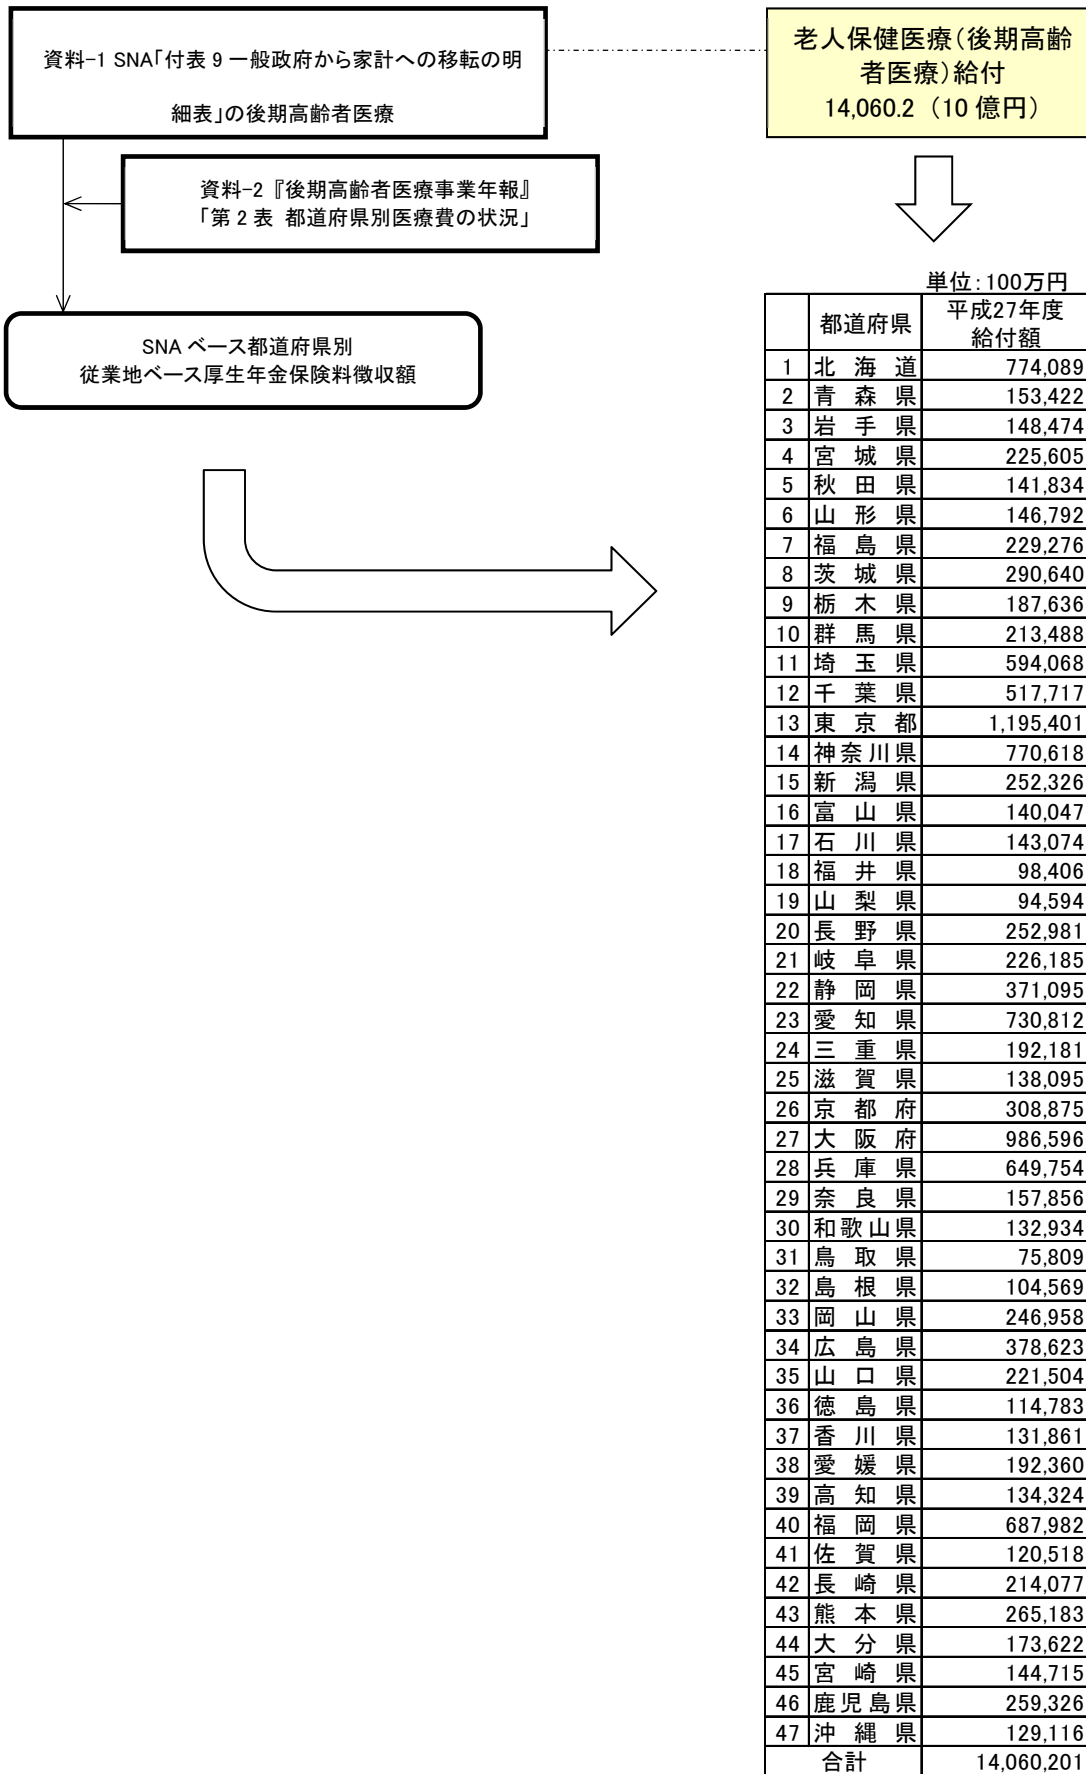 資料-1 SNA「付表 9 一般政府から家計への移転の明
細表」の後期高齢者医療
老人保健医療(後期高齢
者医療)給付
14,060.2 (10 億円)
資料-2『後期高齢者医療事業年報』
「第 2 表 都道府県別医療費の状況」
SNA ベース都道府県別
従業地ベース厚生年金保険料徴収額
単位:100万円
都道府県 平成27年度
給付額
1 北海道 774,089
2 青森県 153,422
3 岩手県 148,474
4 宮城県 225,605
5 秋田県 141,834
6 山形県 146,792
7 福島県 229,276
8 茨城県 290,640
9 栃木県 187,636
10 群馬県 213,488
11 埼玉県 594,068
12 千葉県 517,717
13 東京都 1,195,401
14 神奈川県 770,618
15 新潟県 252,326
16 富山県 140,047
17 石川県 143,074
18 福井県 98,406
19 山梨県 94,594
20 長野県 252,981
21 岐阜県 226,185
22 静岡県 371,095
23 愛知県 730,812
24 三重県 192,181
25 滋賀県 138,095
26 京都府 308,875
27 大阪府 986,596
28 兵庫県 649,754
29 奈良県 157,856
30 和歌山県 132,934
31 鳥取県 75,809
32 島根県 104,569
33 岡山県 246,958
34 広島県 378,623
35 山口県 221,504
36 徳島県 114,783
37 香川県 131,861
38 愛媛県 192,360
39 高知県 134,324
40 福岡県 687,982
41 佐賀県 120,518
42 長崎県 214,077
43 熊本県 265,183
44 大分県 173,622
45 宮崎県 144,715
46 鹿児島県 259,326
47 沖縄県 129,116
合計 14,060,201